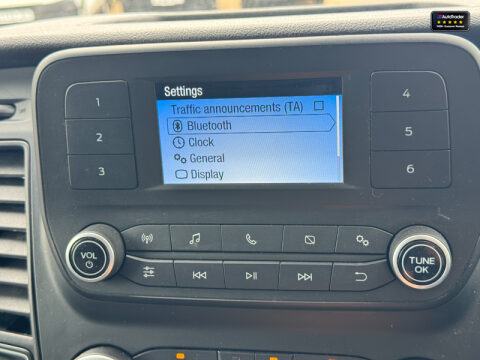 AutoTrader
Settings
1
Traffic announcements (TA)
4
2
Bluetooth
5
Clock
3
General
6
Display
VOL
TUNE
OK